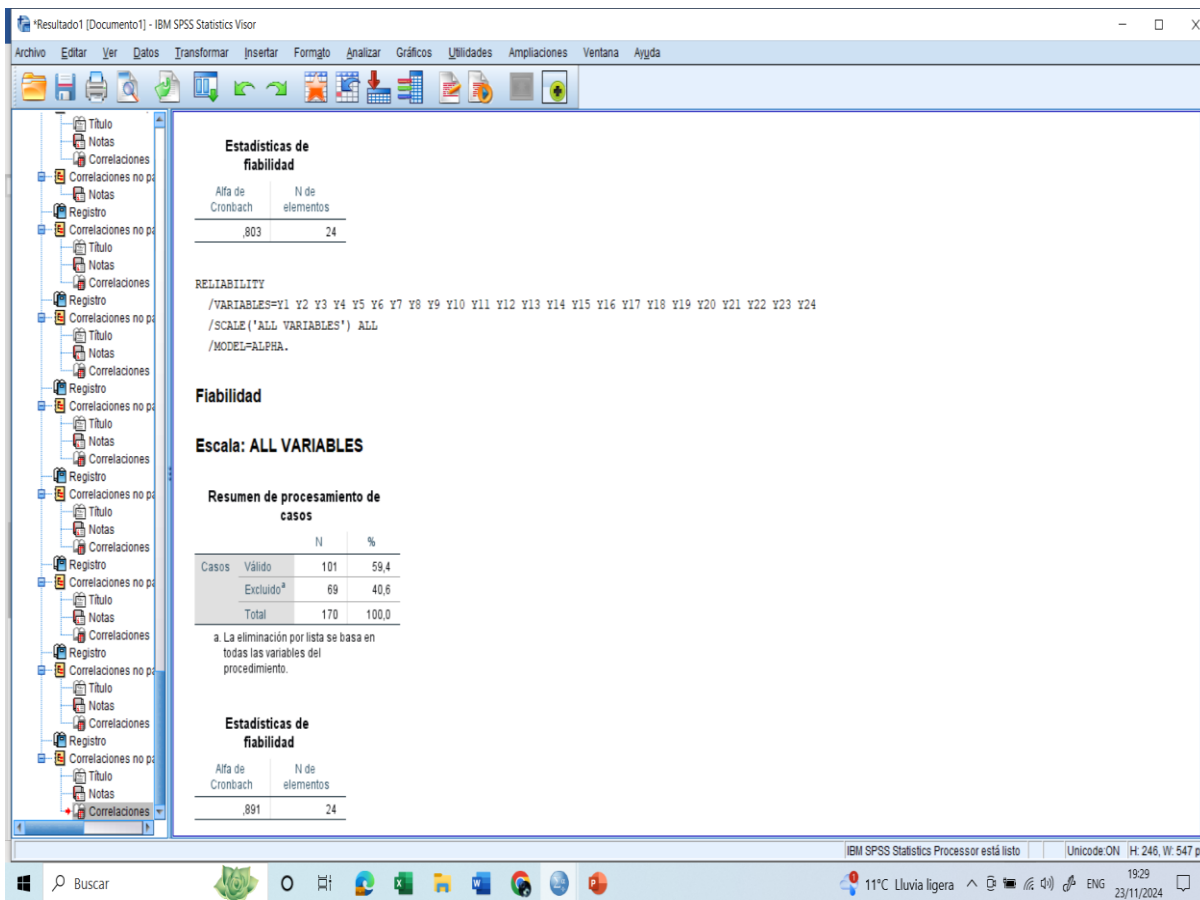 *Resultado1 [Documento1] - IBM SPSS Statistics Visor
Archivo Editar Ver Datos Transformar Insertar Formato Analizar Gráficos Utilidades Ampliaciones Ventana Ayuda
Título
Notas
Correlaciones
Correlaciones no pa
Notas
Registro
Correlaciones no pa
Título
Notas
Correlaciones
Registro
Correlaciones no pa
Título
Notas
Correlaciones
Registro
Correlaciones no pa
Título
Notas
Correlaciones
Registro
Correlaciones no pa
Título
Notas
Correlaciones
Registro
Correlaciones no pa
Título
Notas
Correlaciones
Registro
Correlaciones no pa
Título
Notas
Correlaciones
Registro
Correlaciones no pa
Título
Notas
Correlaciones
Estadísticas de
fiabilidad
Alfa de N de
Cronbach elementos
,803 24
RELIABILITY
/VARIABLES=Y1 Y2 Y3 Y4 Y5 Y6 Y7 Y8 Y9 Y10 Y11 Y12 Y13 Y14 Y15 Y16 Y17 Y18 Y19 Y20 Y21 Y22 Y23 Y24
/SCALE('ALL VARIABLES') ALL
/MODEL=ALPHA.
Fiabilidad
Escala: ALL VARIABLES
Resumen de procesamiento de
casos
N %
Casos Válido 101 59,4
Excluido a 69 40,6
Total 170 100,0
a. La eliminación por lista se basa en
todas las variables del
procedimiento.
Estadísticas de
fiabilidad
Alfa de N de
Cronbach elementos
,891 24
IBM SPSS Statistics Processor está listo Unicode:ON H: 246, W: 547 p
Buscar
11°C Lluvia ligera ENG 19:29
23/11/2024